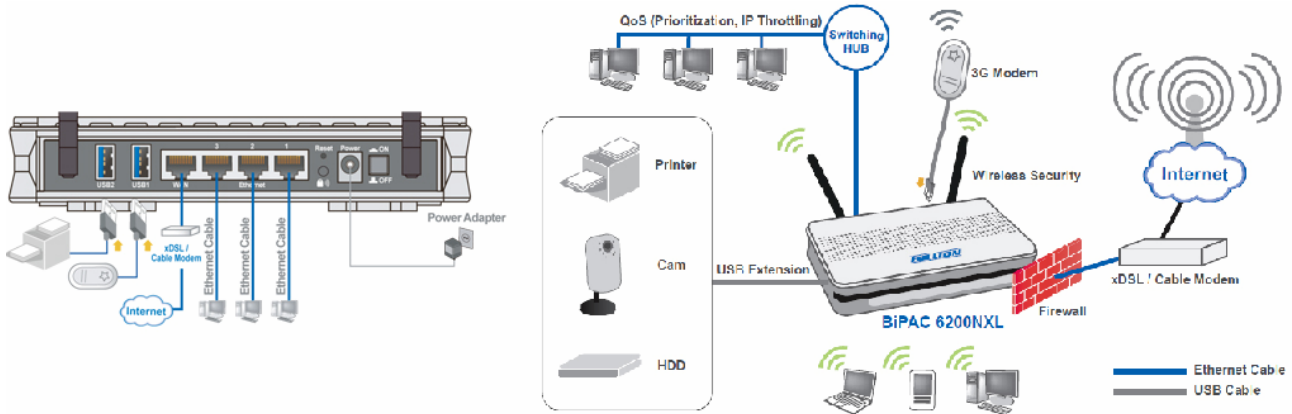 3
2
1
Reset
Power
ON
OFF
USB2
USB1
WAN
Ethernet
xDSL /
Cable Modem
Ethernet Cable
Ethernet Cable
Ethernet Cable
Power Adapter
Internet
QoS (Prioritization, IP Throttling)
Switching
HUB
3G Modem
Printer
Wireless Security
Internet
Cam
USB Extension
BILLION
xDSL / Cable Modem
Firewall
BiPAC 6200NXL
HDD
Ethernet Cable
USB Cable